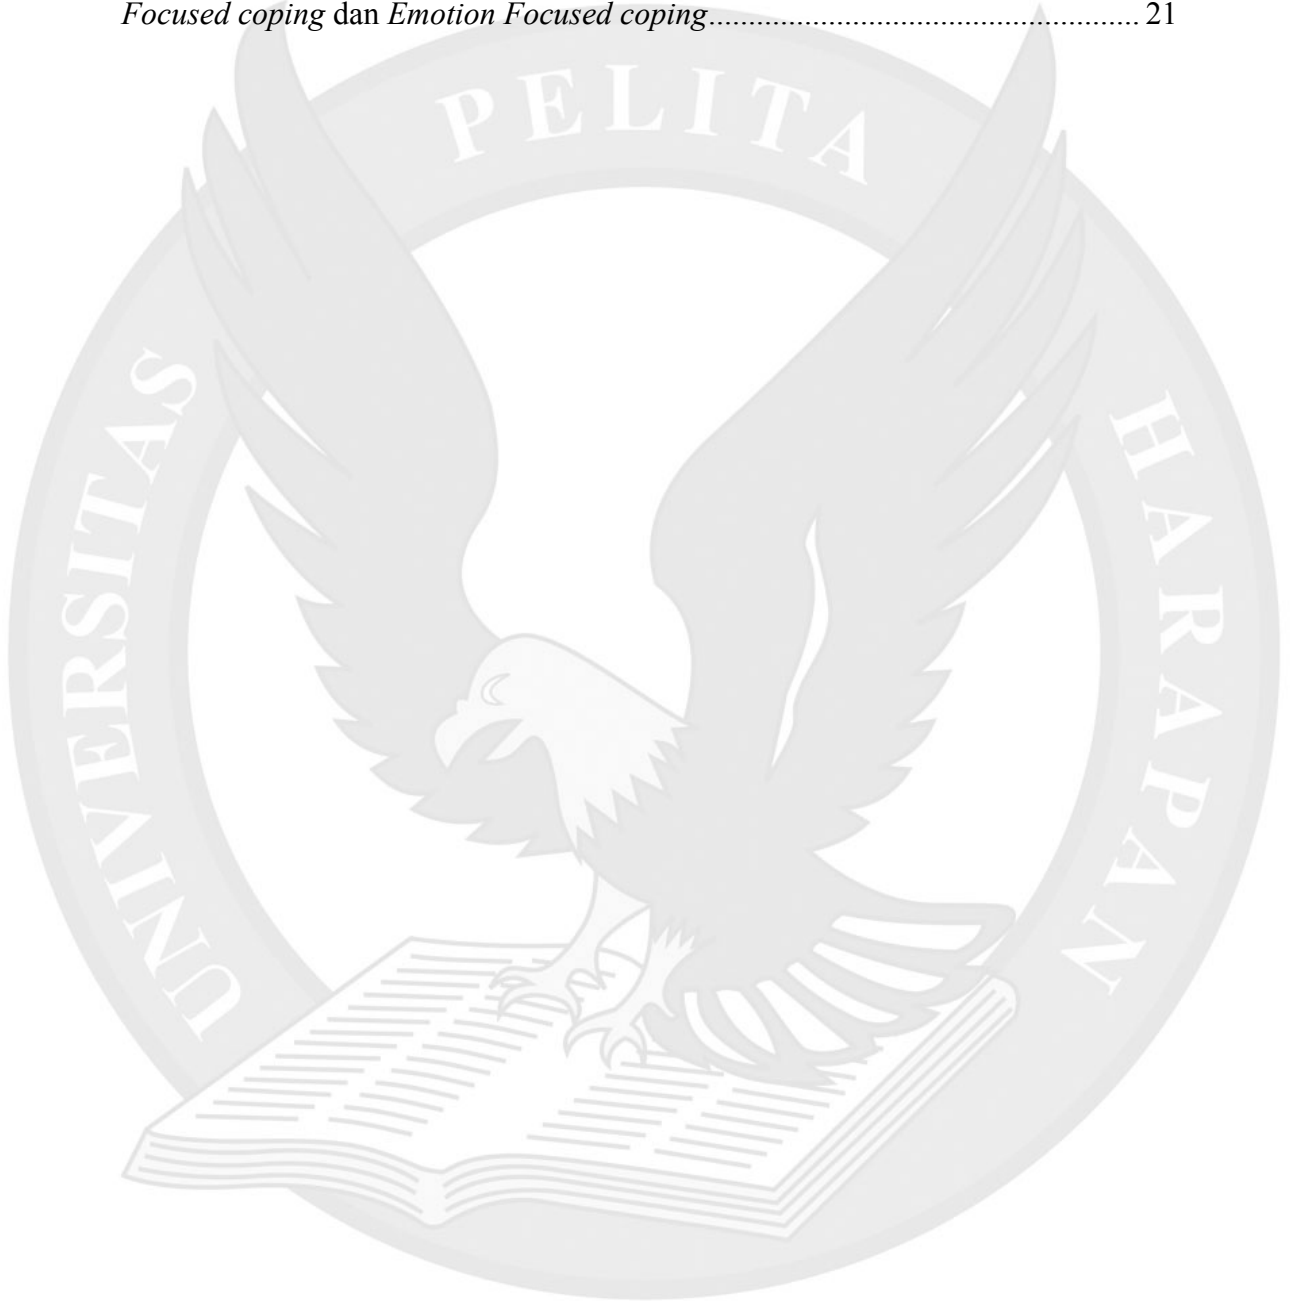 Focused coping dan Emotion Focused coping............................................................ 21
PELITA
UNIVERSITAS
HARAPAN